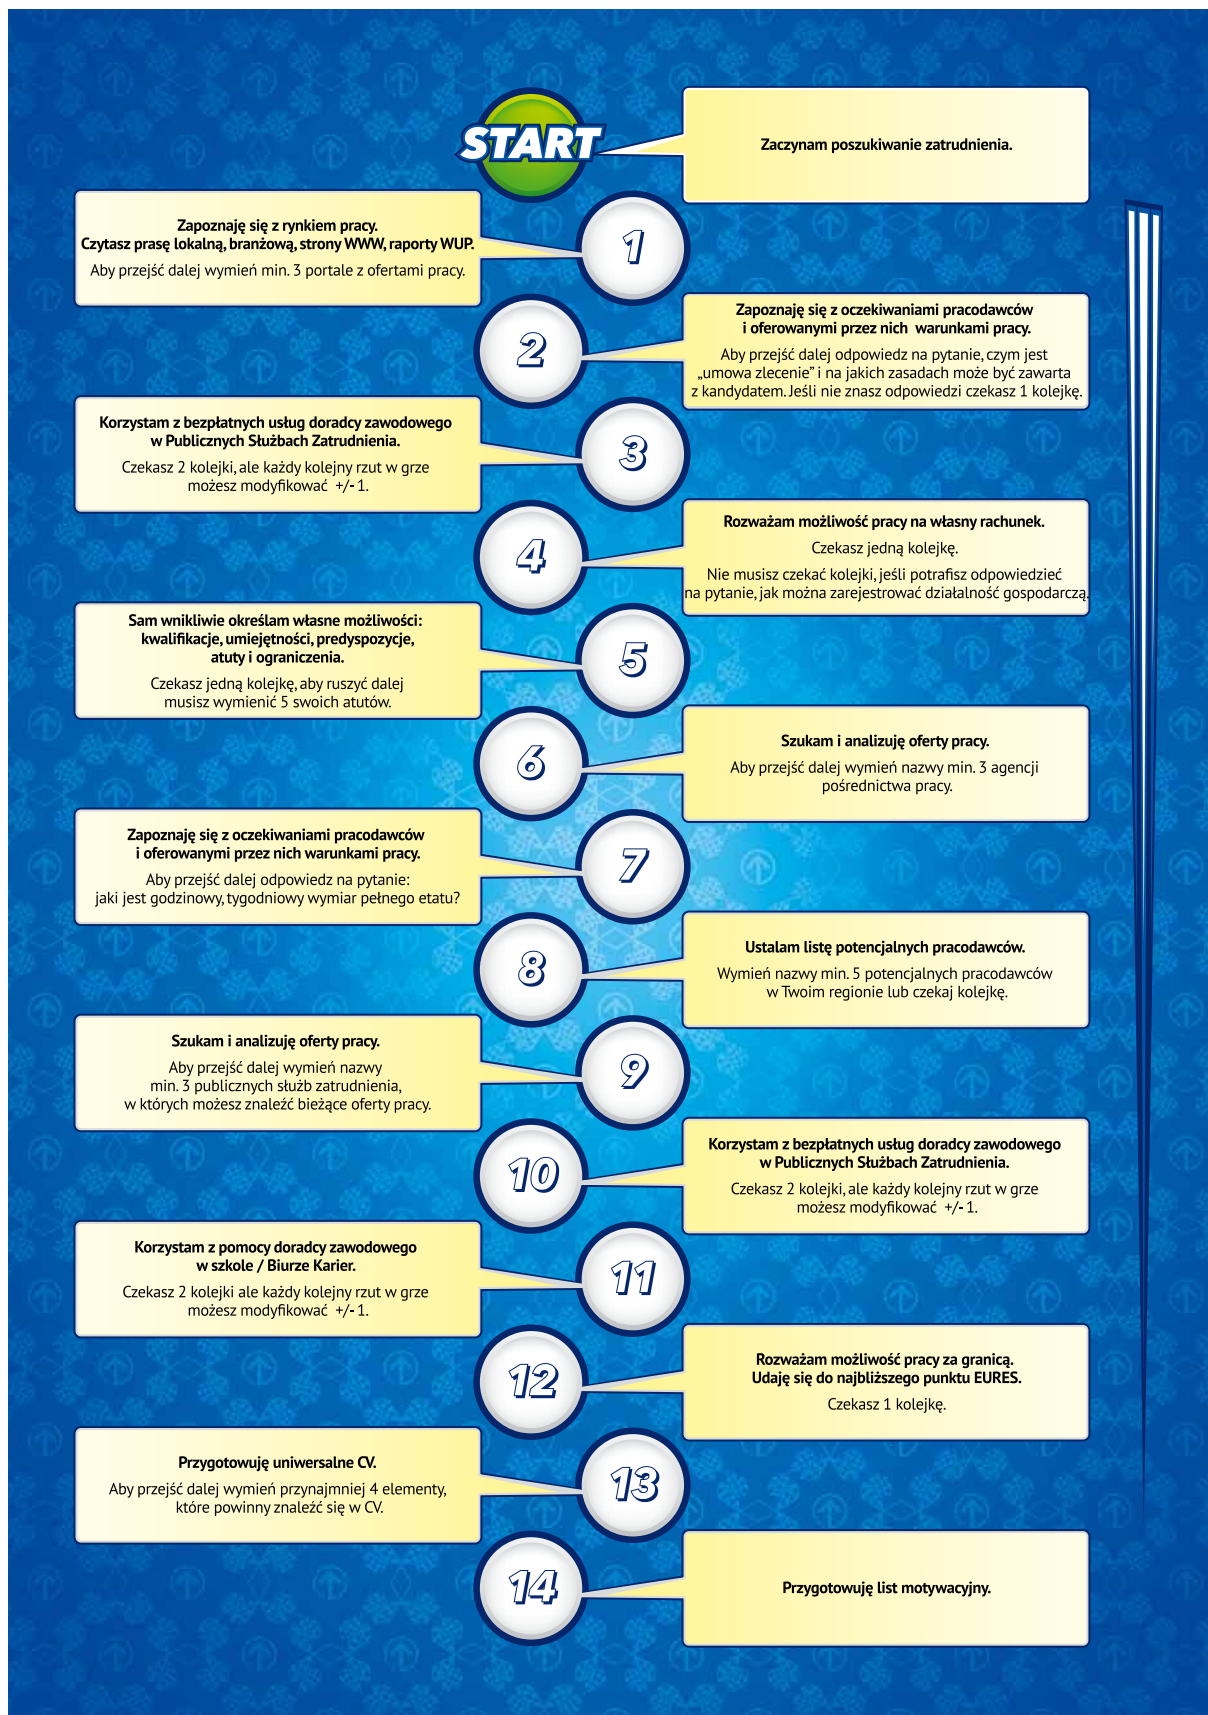 START
Zaczynam poszukiwanie zatrudnienia.
Zapoznaję się z rynkiem pracy.
Czytasz prasę lokalną, branżową, strony WWW, raporty WUP.
Aby przejść dalej wymień min. 3 portale z ofertami pracy.
1
2
Zapoznaję się z oczekiwaniami pracodawców
i oferowanymi przez nich warunkami pracy.
Aby przejść dalej odpowiedz na pytanie, czym jest
„umowa zlecenie” i na jakich zasadach może być zawarta
z kandydatem. Jeśli nie znasz odpowiedzi czekasz 1 kolejkę.
Korzystam z bezpłatnych usług doradcy zawodowego
w Publicznych Służbach Zatrudnienia.
Czekasz 2 kolejki, ale każdy kolejny rzut w grze
możesz modyfikować +/- 1.
3
4
Rozważam możliwość pracy na własny rachunek.
Czekasz jedną kolejkę.
Nie musisz czekać kolejki, jeśli potrafisz odpowiedzieć
na pytanie, jak można zarejestrować działalność gospodarczą.
Sam wnikliwie określam własne możliwości:
kwalifikacje, umiejętności, predyspozycje,
atuty i ograniczenia.
Czekasz jedną kolejkę, aby ruszyć dalej
musisz wymienić 5 swoich atutów.
5
6
Szukam i analizuję oferty pracy.
Aby przejść dalej wymień nazwy min. 3 agencji
pośrednictwa pracy.
Zapoznaję się z oczekiwaniami pracodawców
i oferowanymi przez nich warunkami pracy.
Aby przejść dalej odpowiedz na pytanie:
jaki jest godzinowy, tygodniowy wymiar pełnego etatu?
7
8
Ustalam listę potencjalnych pracodawców.
Wymień nazwy min. 5 potencjalnych pracodawców
w Twoim regionie lub czekaj kolejkę.
Szukam i analizuję oferty pracy.
Aby przejść dalej wymień nazwy
min. 3 publicznych służb zatrudnienia,
w których możesz znaleźć bieżące oferty pracy.
9
10
Korzystam z bezpłatnych usług doradcy zawodowego
w Publicznych Służbach Zatrudnienia.
Czekasz 2 kolejki, ale każdy kolejny rzut w grze
możesz modyfikować +/- 1.
Korzystam z pomocy doradcy zawodowego
w szkole / Biurze Karier.
Czekasz 2 kolejki ale każdy kolejny rzut w grze
możesz modyfikować +/- 1.
11
12
Rozważam możliwość pracy za granicą.
Udaję się do najbliższego punktu EURES.
Czekasz 1 kolejkę.
Przygotowuję uniwersalne CV.
Aby przejść dalej wymień przynajmniej 4 elementy,
które powinny znaleźć się w CV.
13
14
Przygotowuję list motywacyjny.